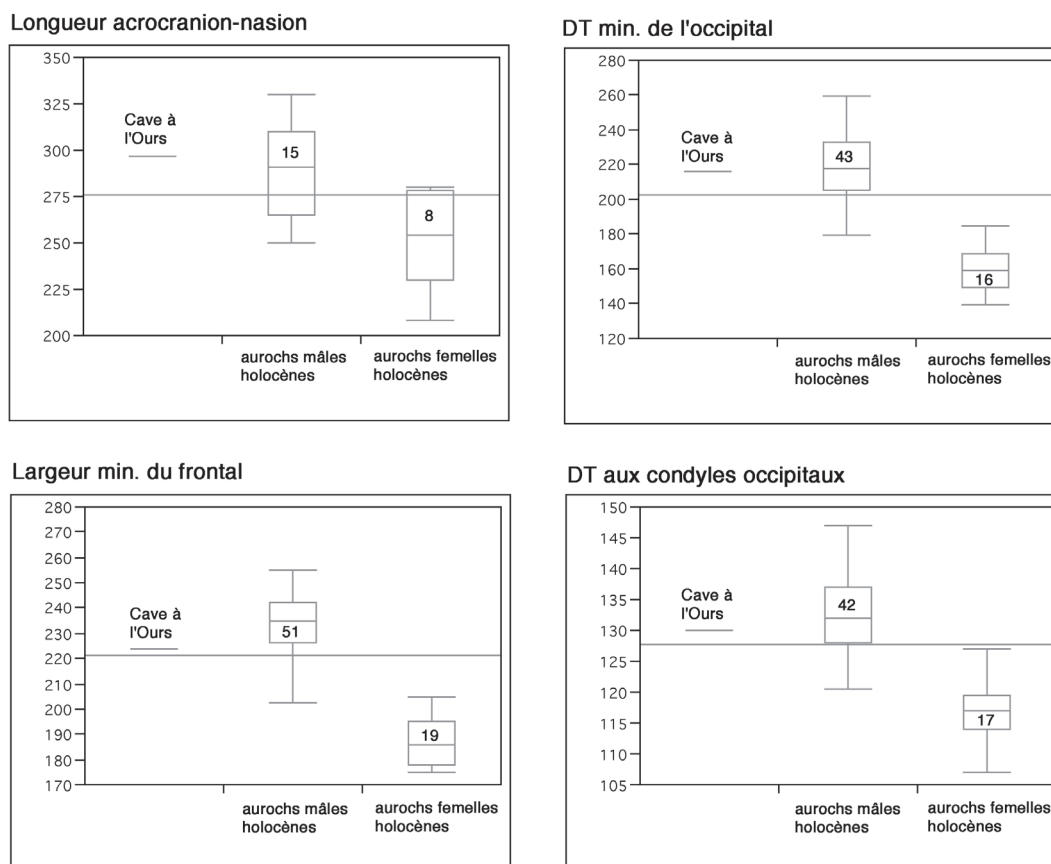 Longueur acrocranion-nasion
350
325
300
275
250
225
200
Cave à
l'Ours
15
8
aurochs mâles
holocènes
aurochs femelles
holocènes
DT min. de l'occipital
280
260
240
220
200
180
160
140
120
Cave à
l'Ours
43
16
aurochs mâles
holocènes
aurochs femelles
holocènes
Largeur min. du frontal
280
270
260
250
240
230
220
210
200
190
180
170
Cave à
l'Ours
51
19
aurochs mâles
holocènes
aurochs femelles
holocènes
DT aux condyles occipitaux
150
145
140
135
130
125
120
115
110
105
Cave à
l'Ours
42
17
aurochs mâles
holocènes
aurochs femelles
holocènes